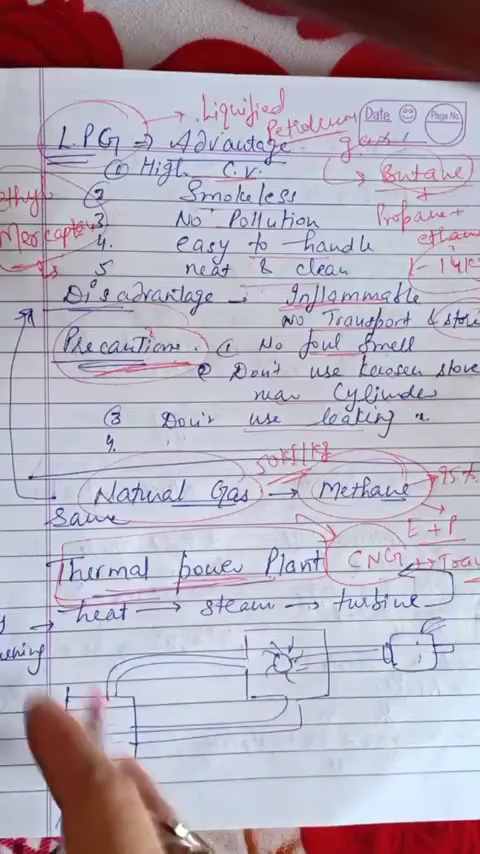 Liquified
Petroleum
gas
Date
Page No.
LPG ⇒ Advantage.
① High C.V.
Butane
+
② Smokeless
Propane +
3. No Pollution
ethane
Mercaptan
4. easy to handle
5 neat & clean
Disadvantage → Inflammable
No Transport &
Precaution. ① No foul Smell
② Don't use Kerosen stove
near Cylinder
③ Don't use leaking "
4.
50KJ/kg
Natural Gas → Methane → 95%
Same
E + P
Thermal power Plant CNG →
→ heat → steam → turbine